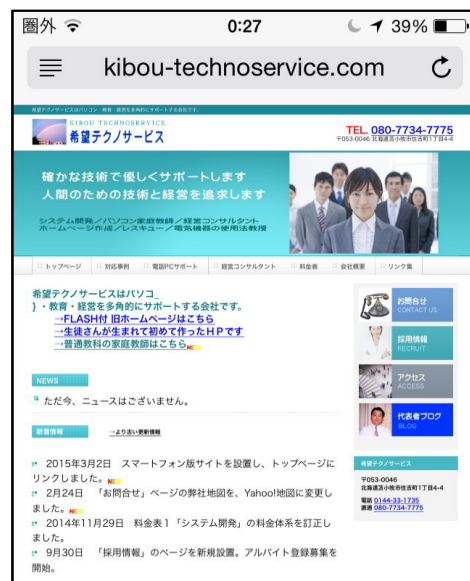 圏外 0:27 39%
kibou-technoservice.com
希望テクノサービスはパソコン・教育・経営を多角的にサポートする会社です。
KIBOU TECHNOSERVICE
希望テクノサービス
TEL. 080-7734-7775
〒053-0046 北海道苫小牧市住吉町1丁目4-4
確かな技術で優しくサポートします
人間のための技術と経営を追求します
システム開発／パソコン家庭教師／経営コンサルタント
ホームページ作成／レスキュー／電気機器の使用法教授
トップページ 対応事例 電話PCサポート 経営コンサルタント 料金表 会社概要 リンク集
希望テクノサービスはパソコ_
}・教育・経営を多角的にサポートする会社です。
→FLASH付 旧ホームページはこちら
→生徒さんが生まれて初めて作ったＨＰです
→普通教科の家庭教師はこちら NEW
お問合せ
CONTACT US
採用情報
RECRUIT
アクセス
ACCESS
代表者ブログ
BLOG
NEWS
ただ今、ニュースはございません。
新着情報 →より古い更新情報
2015年3月2日 スマートフォン版サイトを設置し、トップページに
リンクしました。 NEW
2月24日 「お問合せ」ページの弊社地図を、Yahoo!地図に変更し
ました。 NEW
2014年11月29日 料金表１「システム開発」の料金体系を訂正し
ました。
9月30日 「採用情報」のページを新規設置。アルバイト登録募集を
開始。
希望テクノサービス
〒053-0046
北海道苫小牧市住吉町1丁目4-4
電話 0144-33-1735
直通 080-7734-7775